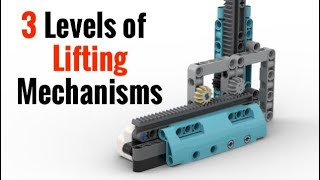 3 Levels of
Lifting
Mechanisms